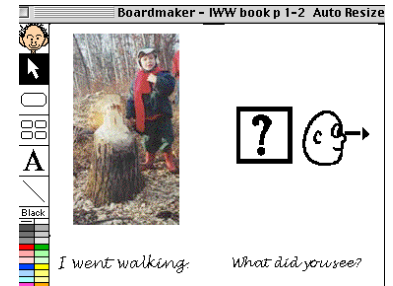 Boardmaker - IWW book p 1-2 Auto Resize
?
A
Black
I went walking.
What did you see?